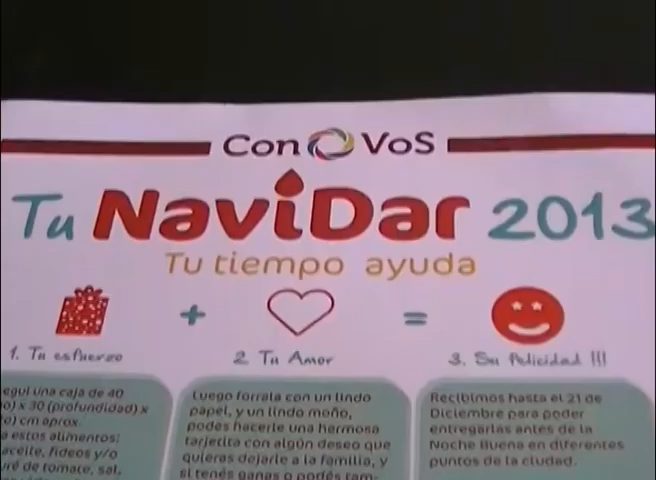 Con VoS
Tu NaviDar 2013
Tu tiempo ayuda
+ =
1. Tu esfuerzo
2. Tu Amor
3. Su Felicidad !!!
egui una caja de 40
o) x 30 (profundidad) x
o) cm aprox.
a estos alimentos:
aceite, fideos y/o
uré de tomate, sal,
Luego forrala con un lindo
papel, y un lindo moño,
podes hacerle una hermosa
tarjetita con algún deseo que
quieras dejarle a la familia, y
si tenés ganas o podés tam-
Recibimos hasta el 21 de
Diciembre para poder
entregarlas antes de la
Noche Buena en diferentes
puntos de la ciudad.